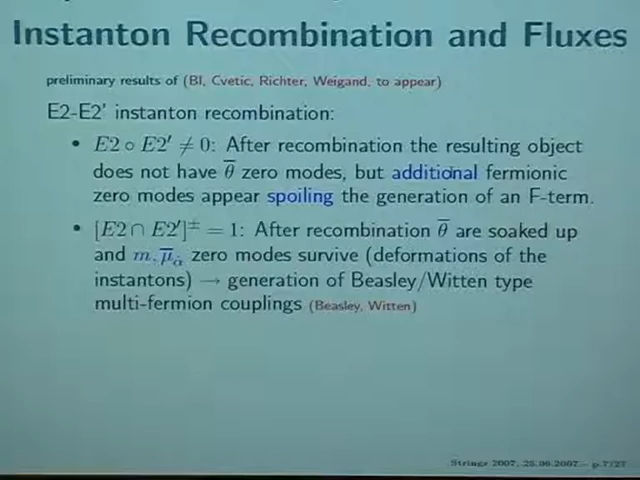 Instanton Recombination and Fluxes
preliminary results of (Bl, Cvetic, Richter, Weigand, to appear)
E2-E2′ instanton recombination:
• E2 ∘ E2′ ≠ 0: After recombination the resulting object
does not have θ̅ zero modes, but additional fermionic
zero modes appear spoiling the generation of an F-term.
• [E2 ∩ E2′]± = 1: After recombination θ̅ are soaked up
and m, μ̅α̇ zero modes survive (deformations of the
instantons) → generation of Beasley/Witten type
multi-fermion couplings (Beasley, Witten)
Strings 2007, 25.06.2007 – p.7/27